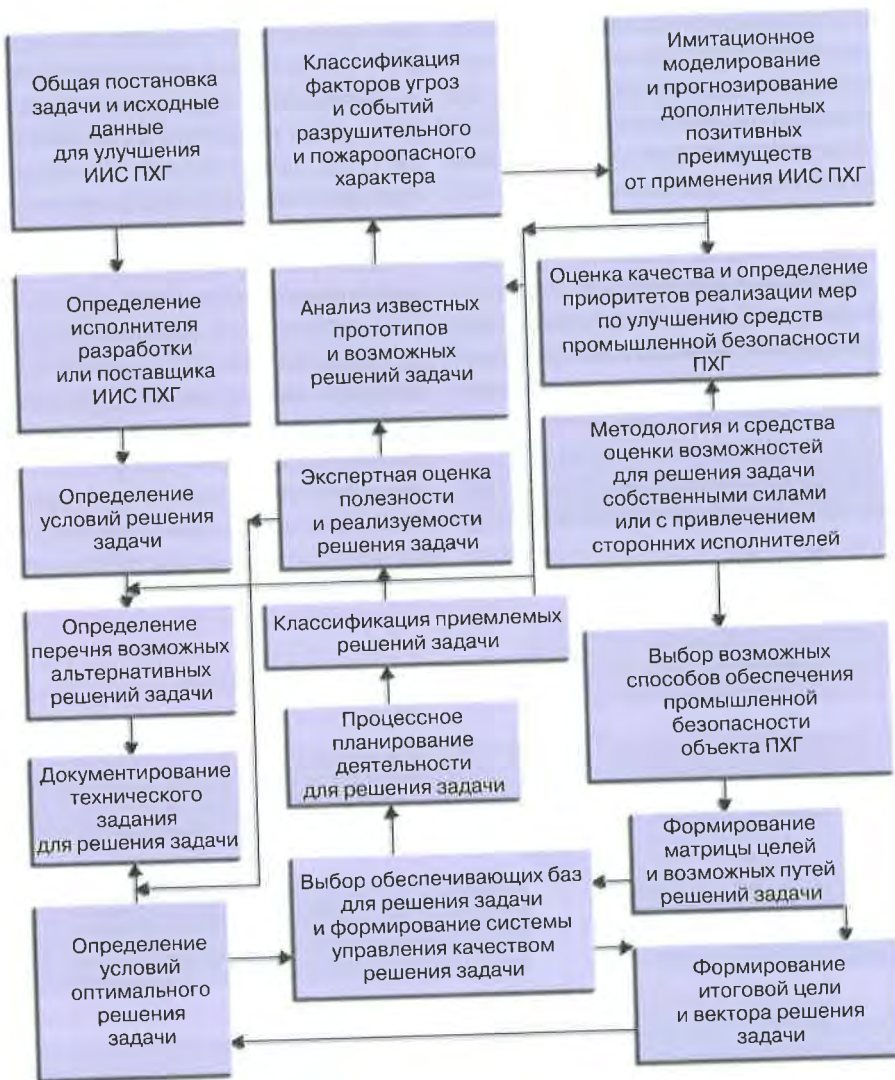 Общая постановка
задачи и исходные
данные
для улучшения
ИИС ПХГ
Определение
исполнителя
разработки
или поставщика
ИИС ПХГ
Определение
условий решения
задачи
Определение
перечня возможных
альтернативных
решений задачи
Документирование
технического
задания
для решения задачи
Определение
условий
оптимального
решения
задачи
Классификация
факторов угроз
и событий
разрушительного
и пожароопасного
характера
Анализ известных
прототипов
и возможных
решений задачи
Экспертная оценка
полезности
и реализуемости
решения задачи
Классификация приемлемых
решений задачи
Процессное
планирование
деятельности
для решения задачи
Выбор обеспечивающих баз
для решения задачи
и формирование системы
управления качеством
решения задачи
Имитационное
моделирование
и прогнозирование
дополнительных
позитивных
преимуществ
от применения ИИС ПХГ
Оценка качества и определение
приоритетов реализации мер
по улучшению средств
промышленной безопасности
ПХГ
Методология и средства
оценки возможностей
для решения задачи
собственными силами
или с привлечением
сторонних исполнителей
Выбор возможных
способов обеспечения
промышленной
безопасности
объекта ПХГ
Формирование
матрицы целей
и возможных путей
решений задачи
Формирование
итоговой цели
и вектора решения
задачи